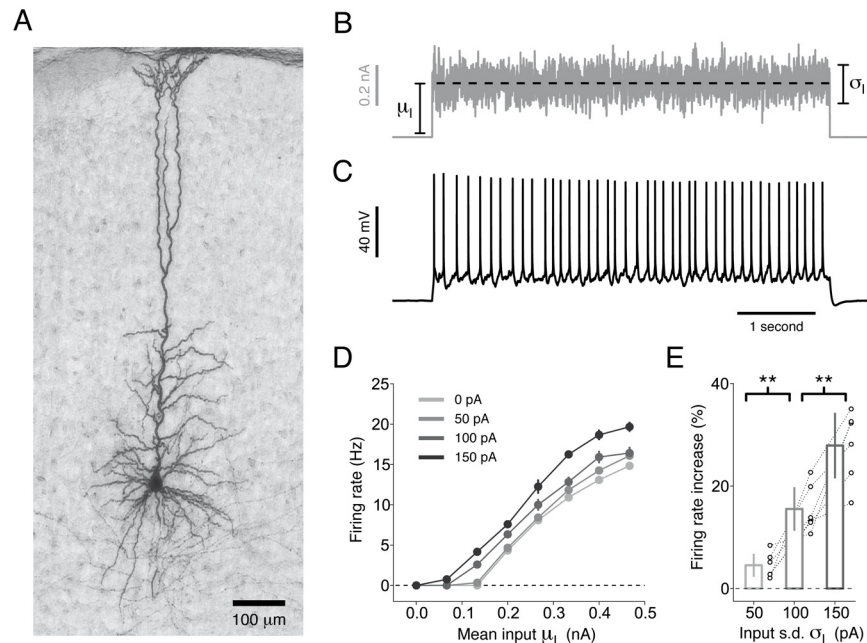 A
100 μm
B
0.2 nA
μI
σI
C
40 mV
1 second
D
Firing rate (Hz)
25
20
15
10
5
0
0 pA
50 pA
100 pA
150 pA
0.0 0.1 0.2 0.3 0.4 0.5
Mean input μI (nA)
E
Firing rate increase (%)
40
20
0
** **
50 100 150
Input s.d. σI (pA)